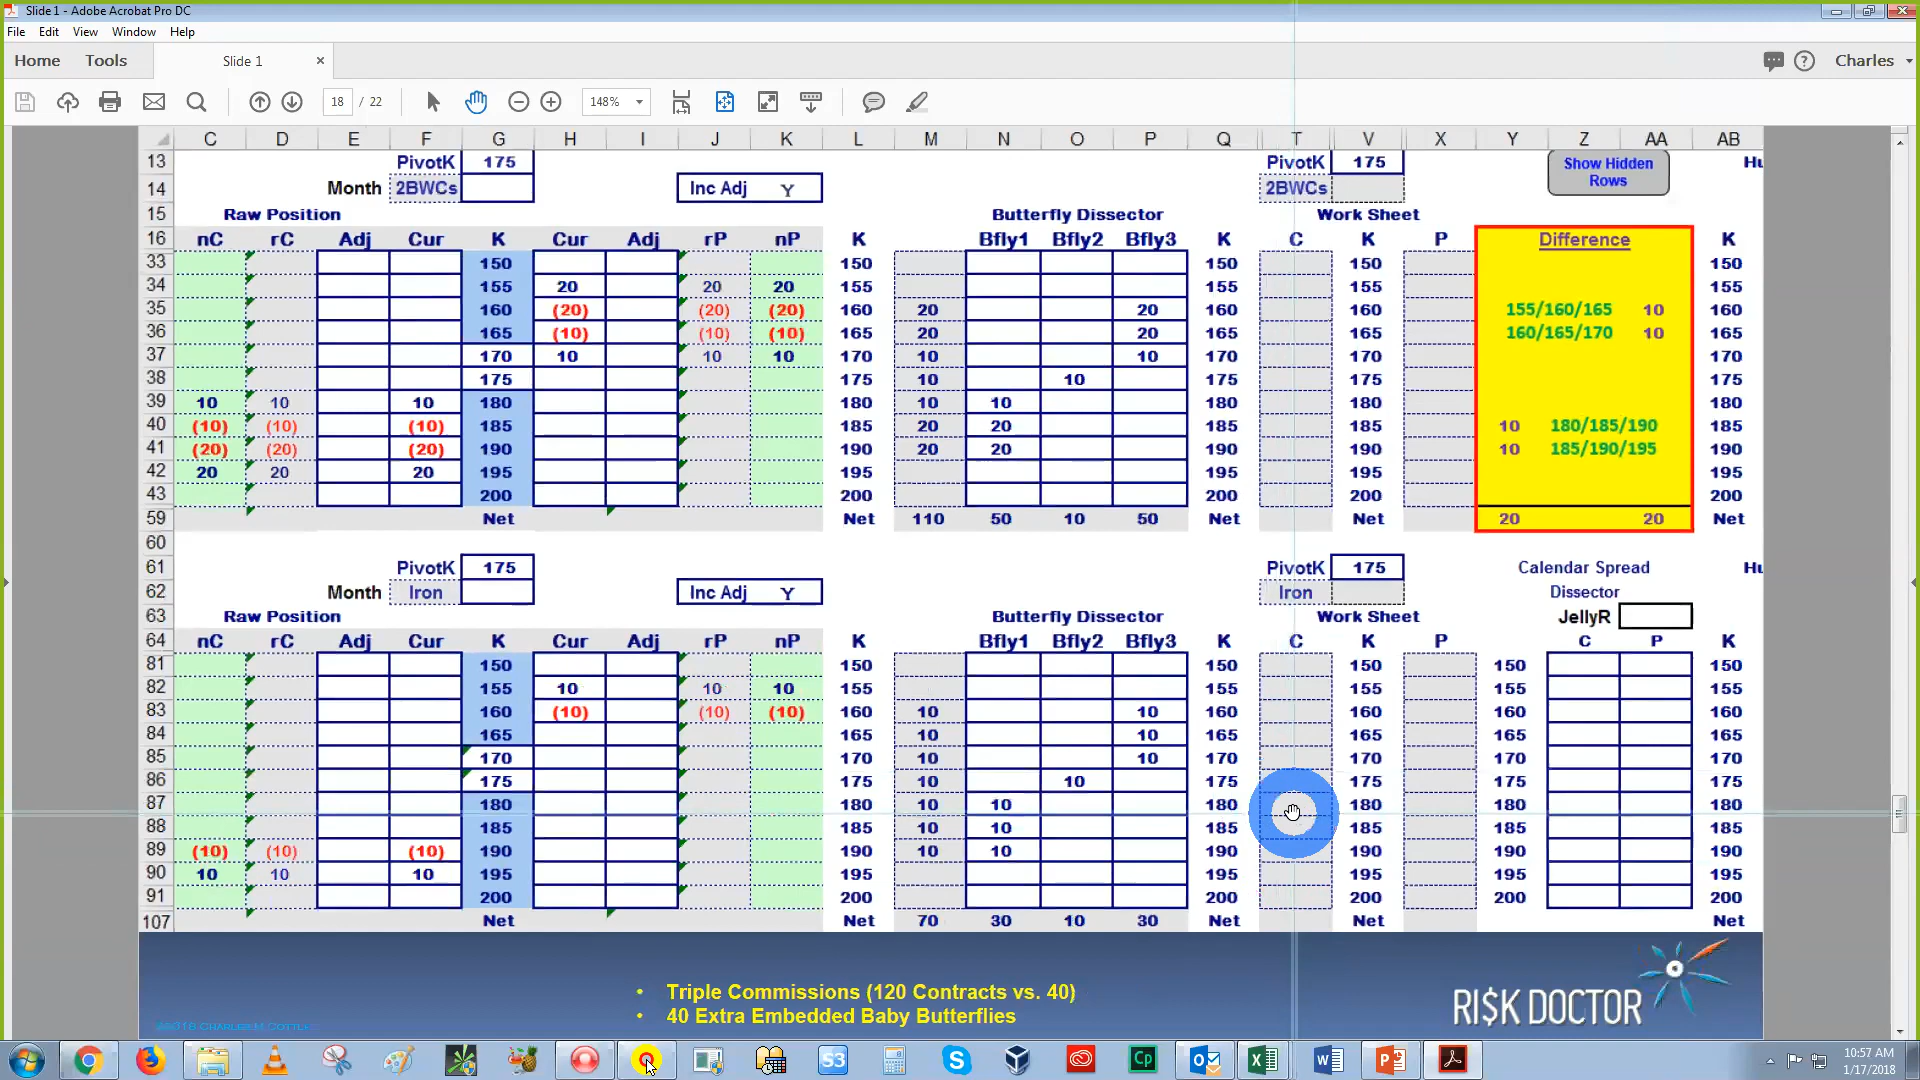 Slide 1 - Adobe Acrobat Pro DC
File Edit View Window Help
Home Tools Slide 1 × Charles
18 / 22 148%
C D E F G H I J K L M N O P Q T V X Y Z AA AB
13 PivotK 175 PivotK 175 Show Hidden Rows
14 Month 2BWCs Inc Adj Y 2BWCs
15 Raw Position Butterfly Dissector Work Sheet
16 nC rC Adj Cur K Cur Adj rP nP K Bfly1 Bfly2 Bfly3 K C K P Difference K
33 150 150 150 150 150
34 155 20 20 20 155 155 155 155
35 160 (20) (20) (20) 160 20 20 160 160 155/160/165 10 160
36 165 (10) (10) (10) 165 20 20 165 165 160/165/170 10 165
37 170 10 10 10 170 10 10 170 170 170
38 175 175 10 10 175 175 175
39 10 10 10 180 180 10 10 180 180 180
40 (10) (10) (10) 185 185 20 20 185 185 10 180/185/190 185
41 (20) (20) (20) 190 190 20 20 190 190 10 185/190/195 190
42 20 20 20 195 195 195 195 195
43 200 200 200 200 200
59 Net Net 110 50 10 50 Net Net 20 20 Net
60
61 PivotK 175 PivotK 175 Calendar Spread
62 Month Iron Inc Adj Y Iron Dissector
63 Raw Position Butterfly Dissector Work Sheet JellyR
64 nC rC Adj Cur K Cur Adj rP nP K Bfly1 Bfly2 Bfly3 K C K P C P K
81 150 150 150 150 150 150
82 155 10 10 10 155 155 155 155 155
83 160 (10) (10) (10) 160 10 10 160 160 160 160
84 165 165 10 10 165 165 165 165
85 170 170 10 10 170 170 170 170
86 175 175 10 10 175 175 175 175
87 180 180 10 10 180 180 180 180
88 185 185 10 10 185 185 185 185
89 (10) (10) (10) 190 190 10 10 190 190 190 190
90 10 10 10 195 195 195 195 195 195
91 200 200 200 200 200 200
107 Net Net 70 30 10 30 Net Net Net
• Triple Commissions (120 Contracts vs. 40)
• 40 Extra Embedded Baby Butterflies
RI$K DOCTOR
S3 Cp
10:57 AM
1/17/2018